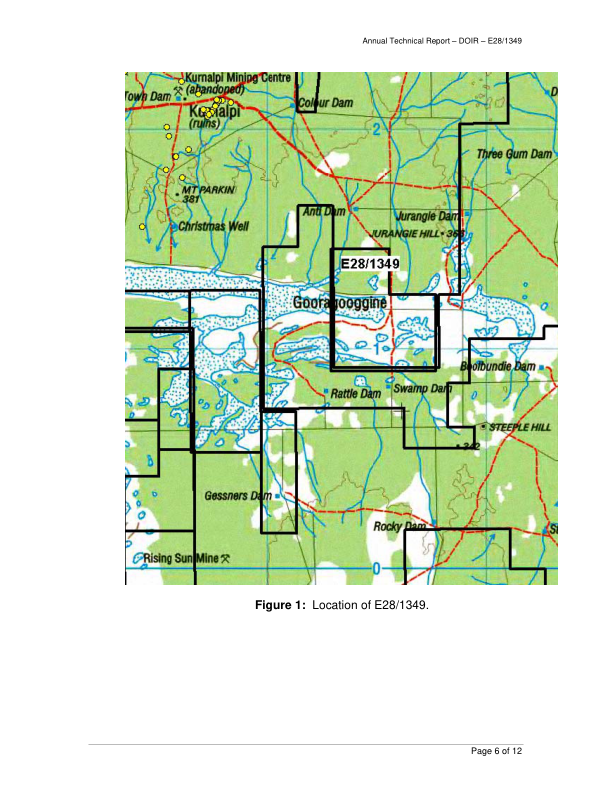 Annual Technical Report – DOIR – E28/1349
Kurnalpi Mining Centre
(abandoned)
Town Dam
Colour Dam
Kurnalpi
(ruins)
2
Three Gum Dam
MT PARKIN
381
Anti Dam
Jurangie Dam
Christmas Well
JURANGIE HILL
E28/1349
Gooragooggine
1
Boolbundie Dam
Rattle Dam
Swamp Dam
STEEPLE HILL
342
Gessners Dam
Rocky Dam
Rising Sun Mine
0
Figure 1: Location of E28/1349.
Page 6 of 12